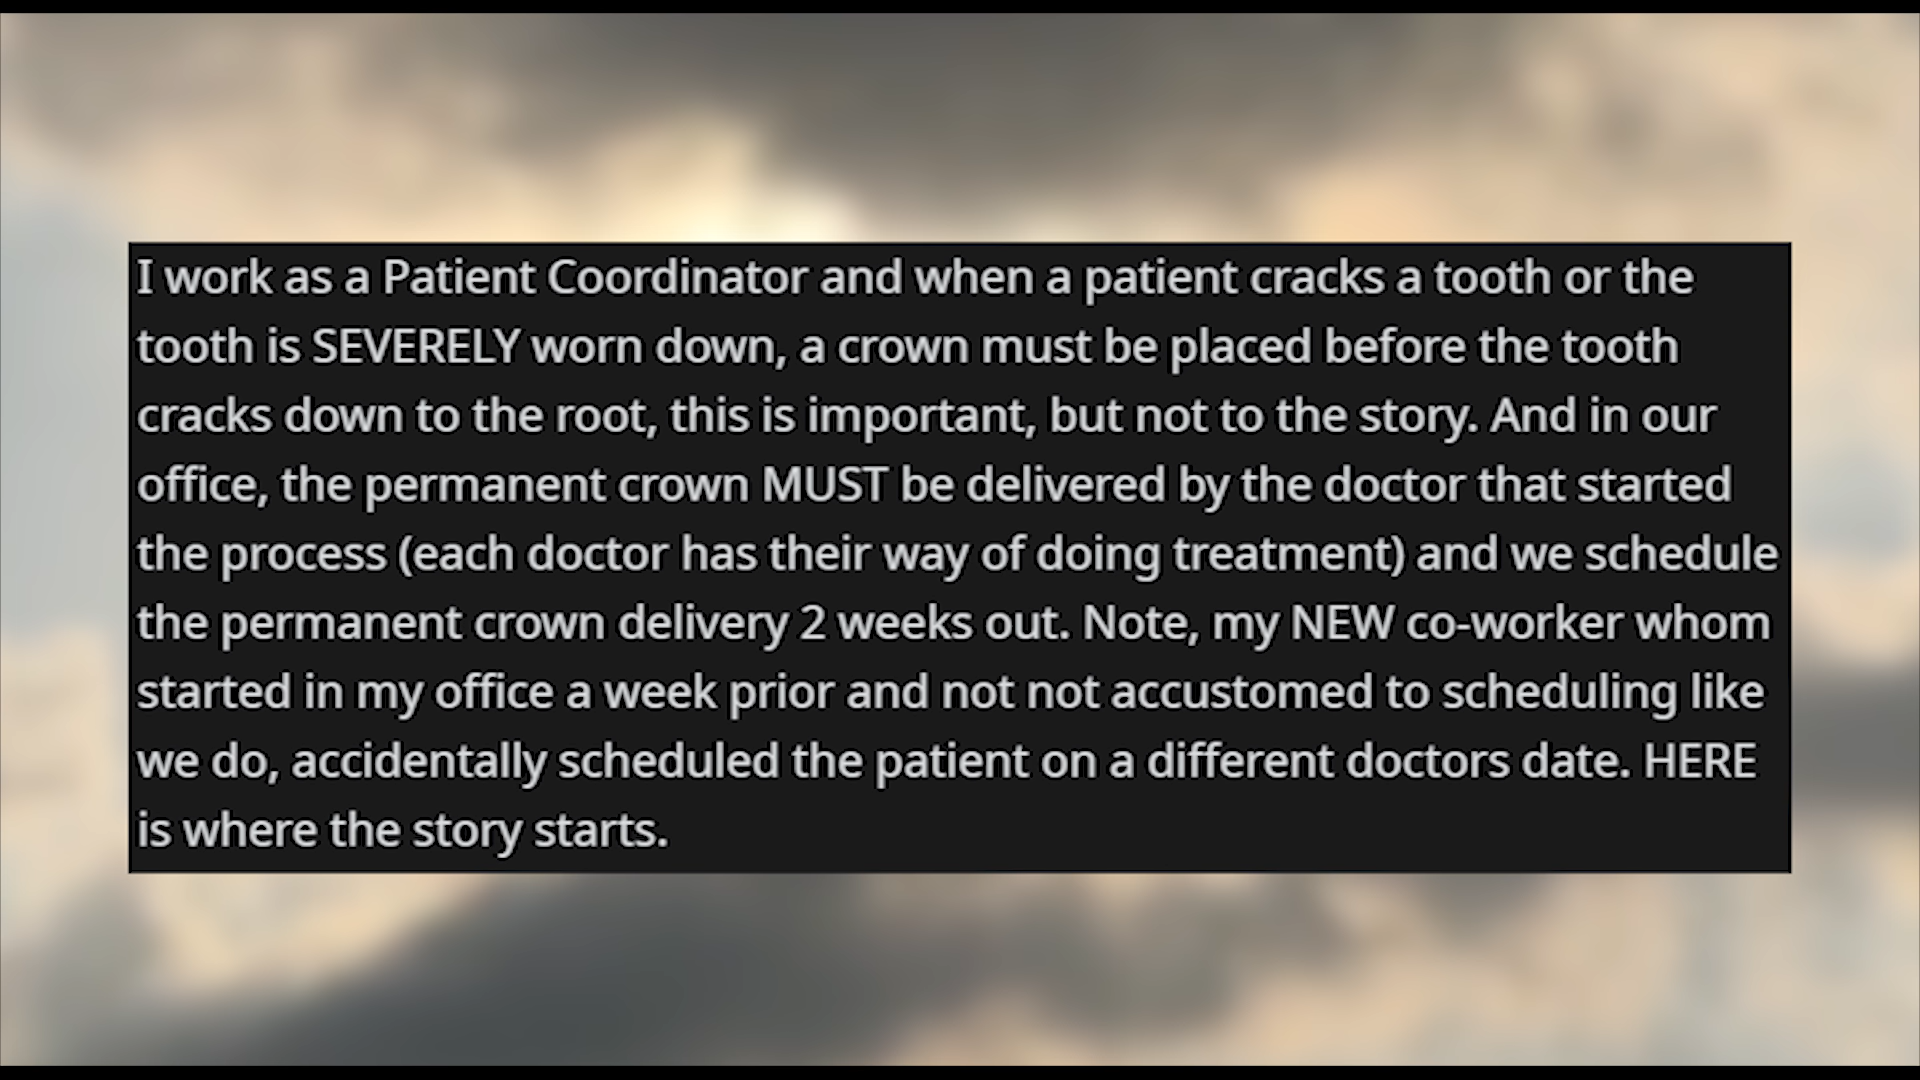 I work as a Patient Coordinator and when a patient cracks a tooth or the
tooth is SEVERELY worn down, a crown must be placed before the tooth
cracks down to the root, this is important, but not to the story. And in our
office, the permanent crown MUST be delivered by the doctor that started
the process (each doctor has their way of doing treatment) and we schedule
the permanent crown delivery 2 weeks out. Note, my NEW co-worker whom
started in my office a week prior and not not accustomed to scheduling like
we do, accidentally scheduled the patient on a different doctors date. HERE
is where the story starts.